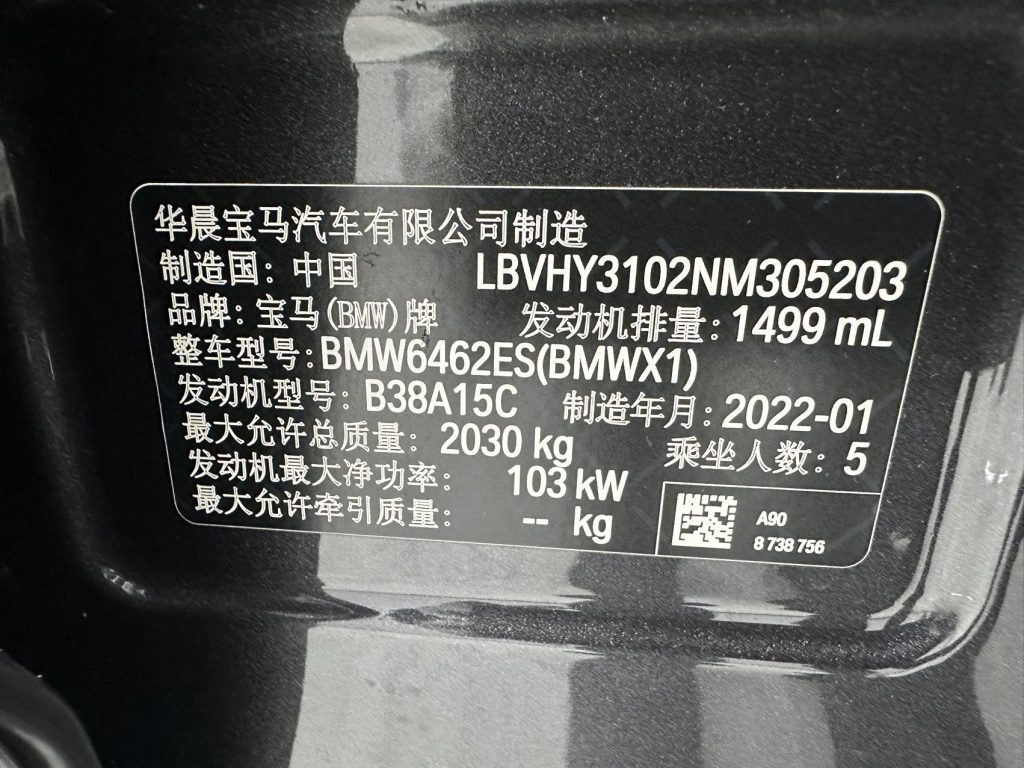 华晨宝马汽车有限公司制造
制造国：中国 LBVHY3102NM305203
品牌：宝马(BMW)牌 发动机排量：1499 mL
整车型号：BMW6462ES(BMWX1)
发动机型号：B38A15C 制造年月：2022-01
最大允许总质量：2030 kg 乘坐人数：5
发动机最大净功率：103 kW
最大允许牵引质量：-- kg
A90
8 738 756